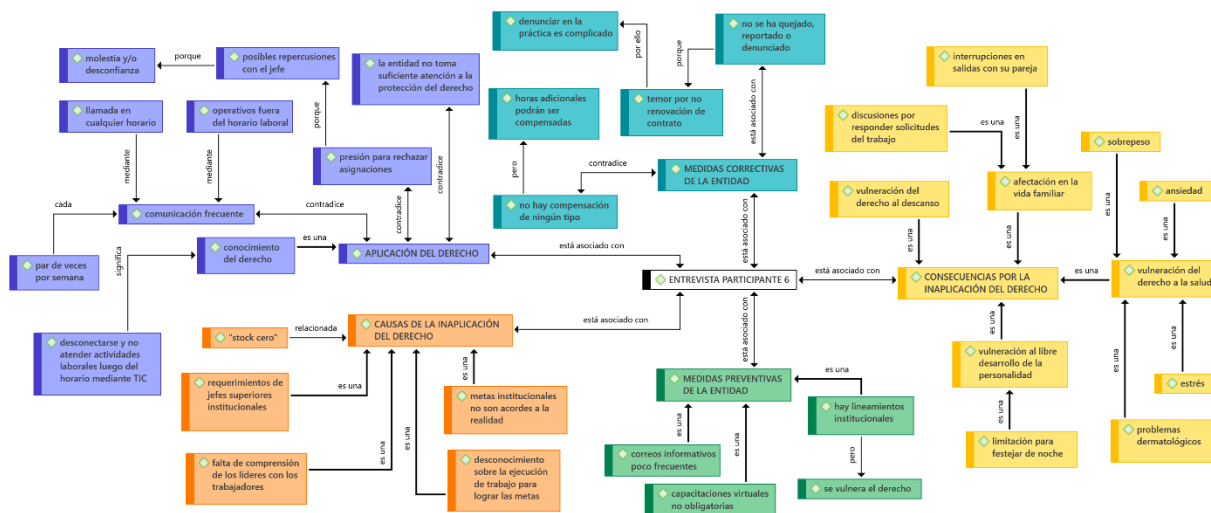 denunciar en la
práctica es complicado
no se ha quejado,
reportado o
denunciado
por ello
porque
temor por no
renovación de
contrato
horas adicionales
podrán ser
compensadas
pero
no hay compensación
de ningún tipo
contradice
MEDIDAS CORRECTIVAS
DE LA ENTIDAD
está asociado con
está asociado con
molestia y/o
desconfianza
porque
posibles repercusiones
con el jefe
la entidad no toma
suficiente atención a la
protección del derecho
llamada en
cualquier horario
operativos fuera
del horario laboral
porque
presión para rechazar
asignaciones
mediante
mediante
contradice
contradice
cada
comunicación frecuente
contradice
par de veces
por semana
significa
conocimiento
del derecho
es una
APLICACIÓN DEL DERECHO
está asociado con
desconectarse y no
atender actividades
laborales luego del
horario mediante TIC
ENTREVISTA PARTICIPANTE 6
interrupciones en
salidas con su pareja
discusiones por
responder solicitudes
del trabajo
es una
es una
sobrepeso
vulneración del
derecho al descanso
afectación en la
vida familiar
ansiedad
es una
es una
es una
es una
está asociado con
CONSECUENCIAS POR LA
INAPLICACIÓN DEL DERECHO
es una
vulneración del
derecho a la salud
es una
vulneración al libre
desarrollo de la
personalidad
es una
es una
estrés
es una
limitación para
festejar de noche
problemas
dermatológicos
"stock cero"
relacionada
CAUSAS DE LA INAPLICACIÓN
DEL DERECHO
está asociado con
requerimientos de
jefes superiores
institucionales
es una
es una
metas institucionales
no son acordes a la
realidad
falta de comprensión
de los líderes con los
trabajadores
es una
es una
desconocimiento
sobre la ejecución de
trabajo para
lograr las metas
está asociado con
MEDIDAS PREVENTIVAS
DE LA ENTIDAD
es una
hay lineamientos
institucionales
es una
es una
correos informativos
poco frecuentes
pero
capacitaciones virtuales
no obligatorias
se vulnera el derecho